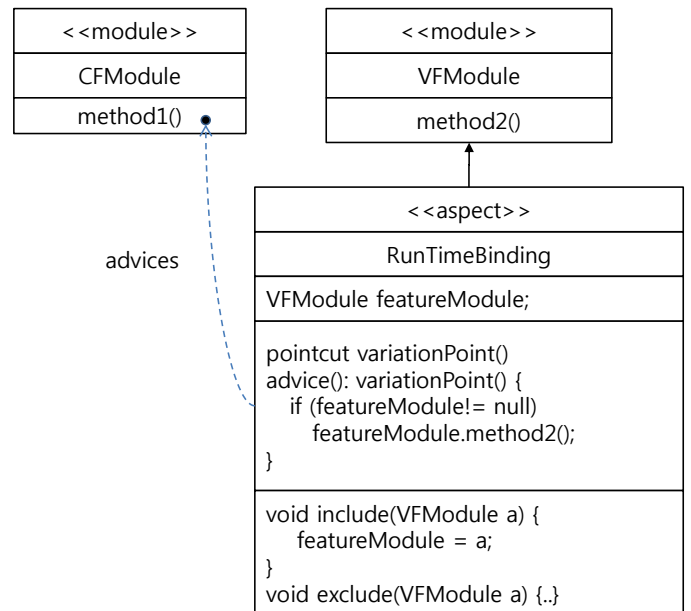 <<module>>
CFModule
method1()
<<module>>
VFModule
method2()
advices
<<aspect>>
RunTimeBinding
VFModule featureModule;
pointcut variationPoint()
advice(): variationPoint() {
if (featureModule!= null)
featureModule.method2();
}
void include(VFModule a) {
featureModule = a;
}
void exclude(VFModule a) {..}